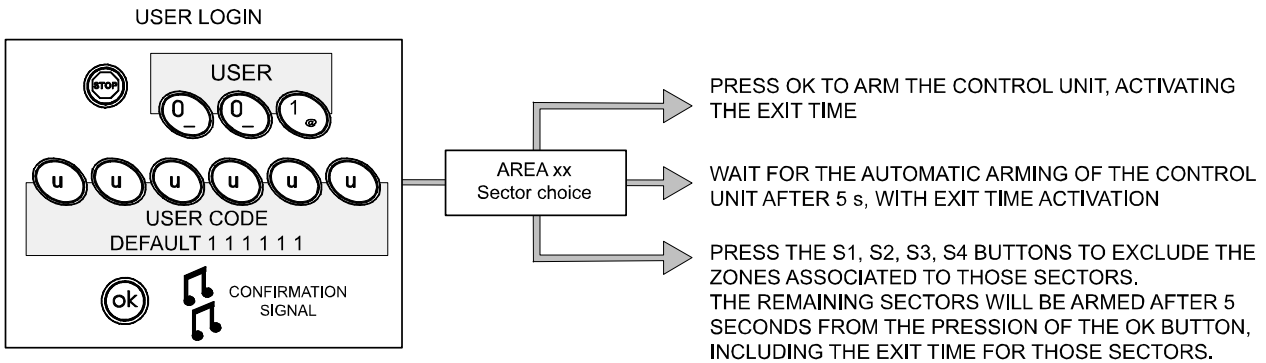 USER LOGIN
STOP
USER
0_ 0_ 1@
u u u u u u
USER CODE
DEFAULT 1 1 1 1 1 1
ok
CONFIRMATION
SIGNAL
AREA xx
Sector choice
PRESS OK TO ARM THE CONTROL UNIT, ACTIVATING
THE EXIT TIME
WAIT FOR THE AUTOMATIC ARMING OF THE CONTROL
UNIT AFTER 5 s, WITH EXIT TIME ACTIVATION
PRESS THE S1, S2, S3, S4 BUTTONS TO EXCLUDE THE
ZONES ASSOCIATED TO THOSE SECTORS.
THE REMAINING SECTORS WILL BE ARMED AFTER 5
SECONDS FROM THE PRESSION OF THE OK BUTTON,
INCLUDING THE EXIT TIME FOR THOSE SECTORS.